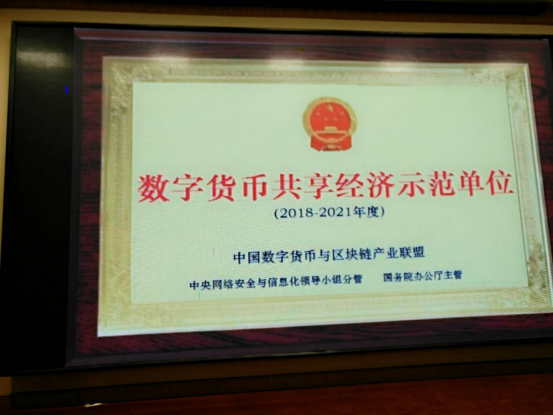 数字货币共享经济示范单位
(2018-2021年度)
中国数字货币与区块链产业联盟
中央网络安全与信息化领导小组分管 国务院办公厅主管